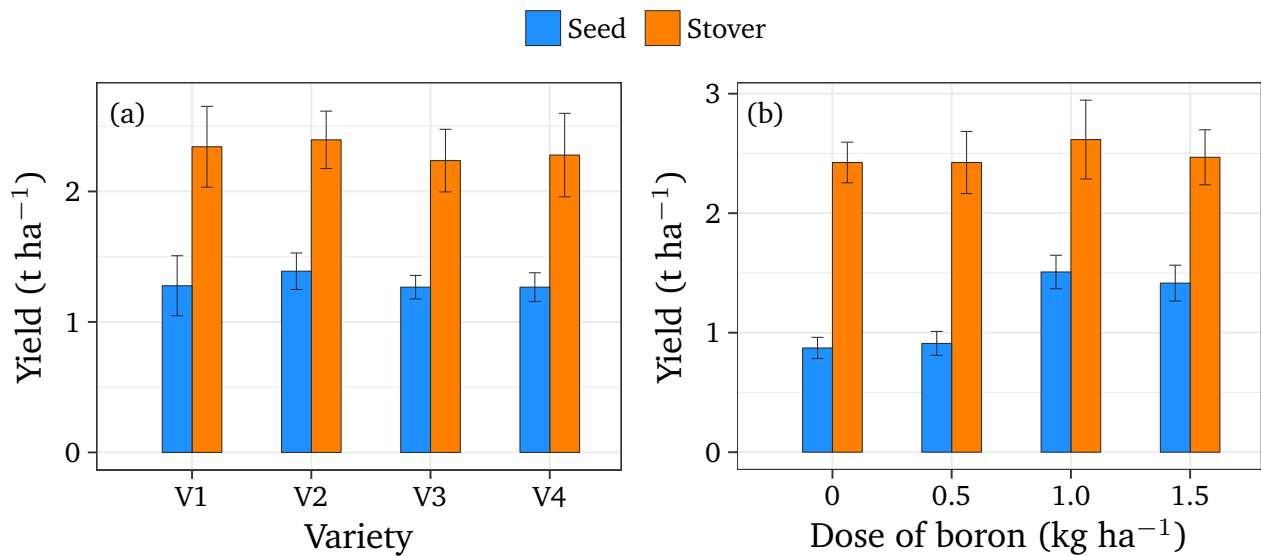 Seed Stover
(a)
Yield (t ha⁻¹)
2
1
0
V1 V2 V3 V4
Variety
(b)
Yield (t ha⁻¹)
3
2
1
0
0 0.5 1.0 1.5
Dose of boron (kg ha⁻¹)